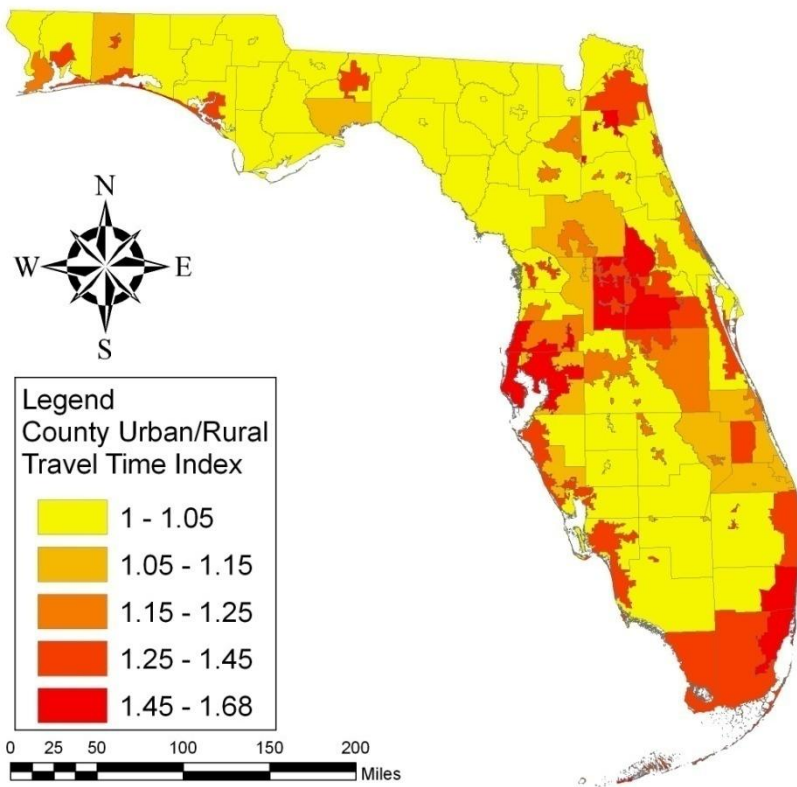 N
W E
S
Legend
County Urban/Rural
Travel Time Index
1 - 1.05
1.05 - 1.15
1.15 - 1.25
1.25 - 1.45
1.45 - 1.68
0 25 50 100 150 200
Miles